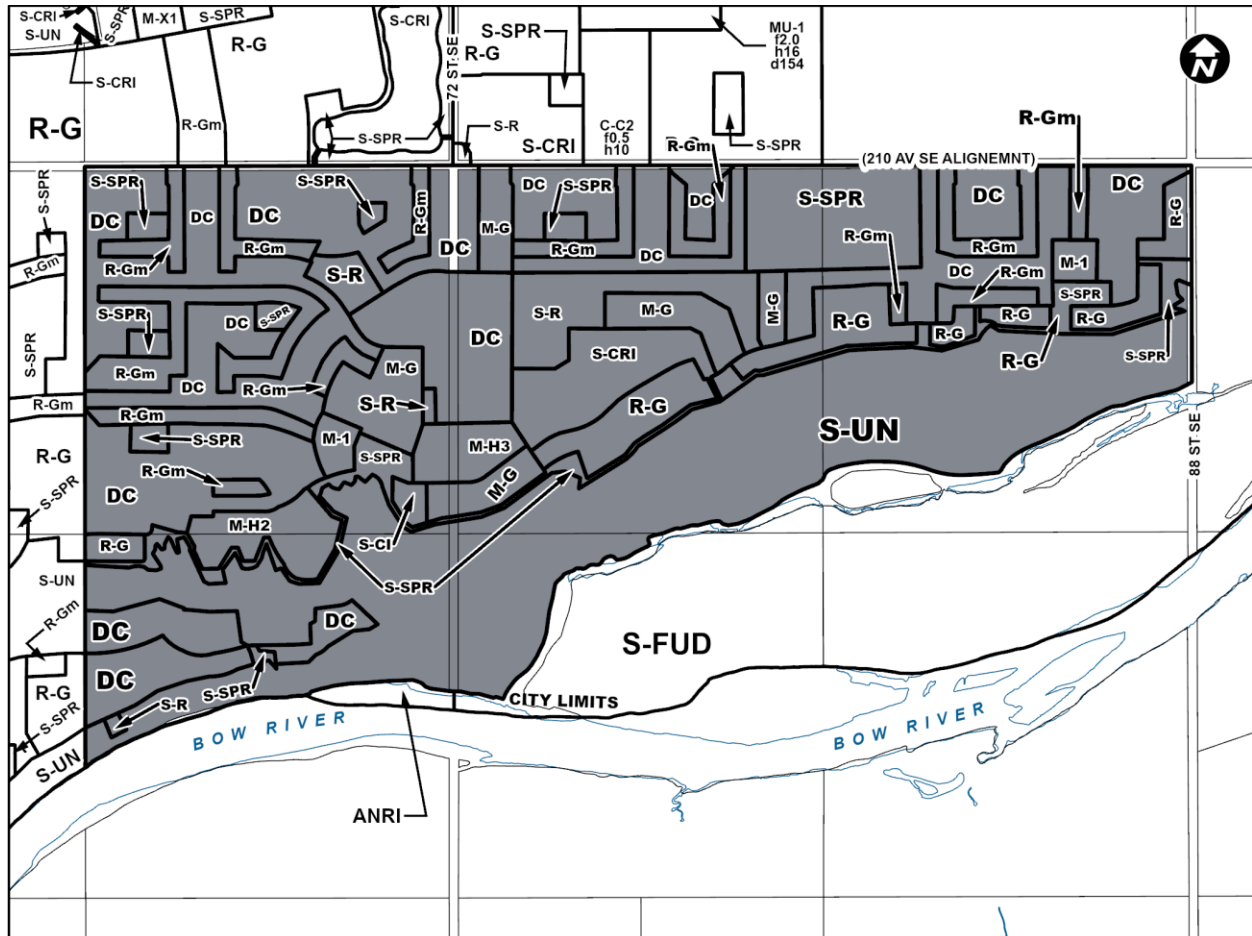 S-CRI
S-UN
S-SPR
M-X1
S-SPR
R-G
S-CRI
R-G
R-Gm
S-CRI
S-SPR
72 ST SE
S-SPR
R-G
S-R
S-CRI
C-C2
f0.5
h10
MU-1
f2.0
h16
d154
S-SPR
R-Gm
R-Gm
N
(210 AV SE ALIGNEMNT)
S-SPR
R-Gm
S-SPR
DC
R-Gm
DC
R-Gm
DC
S-SPR
S-R
R-Gm
DC
M-G
DC
S-SPR
R-Gm
DC
DC
S-SPR
R-Gm
DC
R-Gm
DC
R-Gm
DC
R-G
M-1
S-SPR
R-G
R-G
R-G
R-G
S-SPR
S-SPR
R-Gm
DC
DC
S-SPR
R-Gm
M-G
S-R
DC
S-R
M-G
S-CRI
R-G
M-G
R-G
S-SPR
R-Gm
R-Gm
S-SPR
R-Gm
DC
M-1
S-SPR
M-H3
M-G
S-UN
88 ST SE
R-G
S-SPR
M-H2
R-G
S-CI
S-SPR
S-UN
R-Gm
DC
DC
DC
S-SPR
S-R
R-G
S-SPR
S-UN
S-FUD
CITY LIMITS
BOW RIVER
BOW RIVER
ANRI